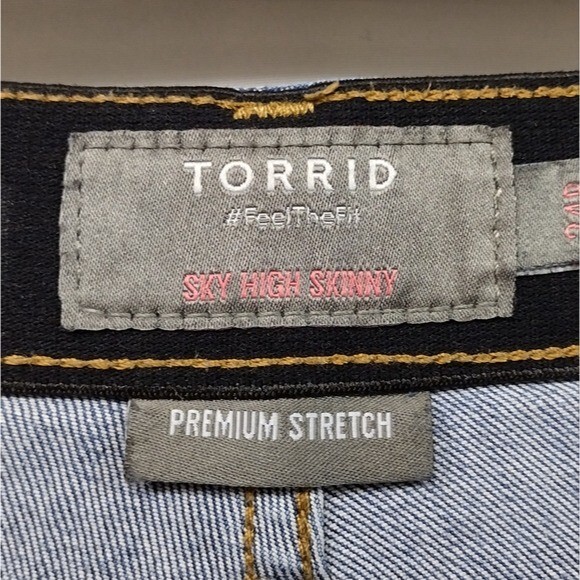 TORRID
#FeelTheFit
SKY HIGH SKINNY
PREMIUM STRETCH